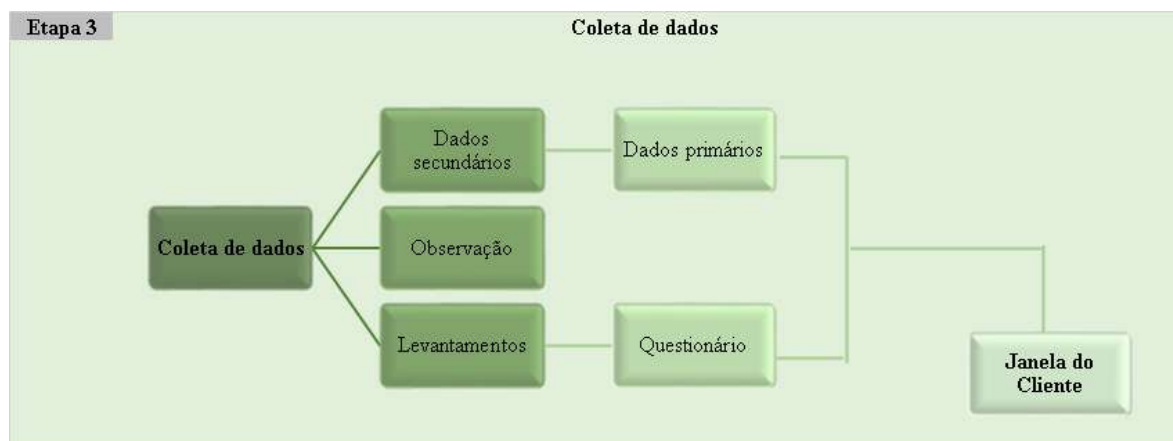 Etapa 3
Coleta de dados
Dados
secundários
Dados primários
Coleta de dados
Observação
Levantamentos
Questionário
Janela do
Cliente